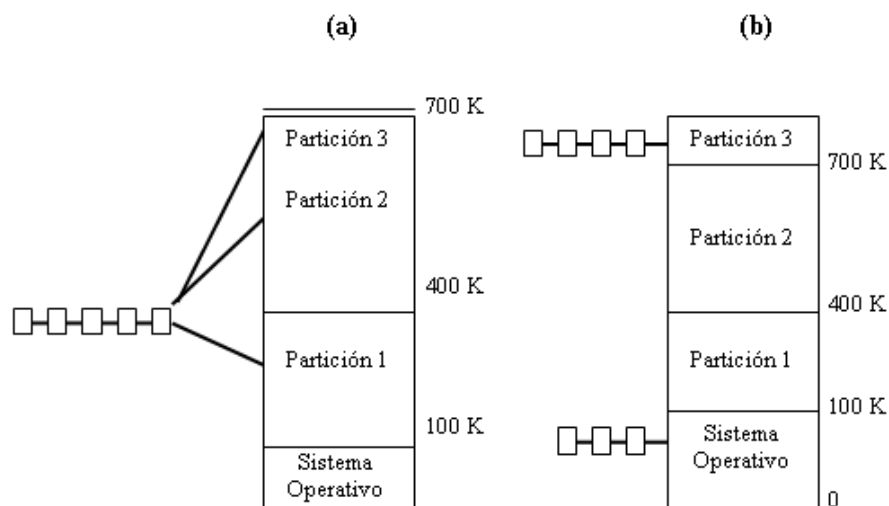 (a)
700 K
Partición 3
Partición 2
400 K
Partición 1
100 K
Sistema
Operativo
(b)
Partición 3
700 K
Partición 2
400 K
Partición 1
100 K
Sistema
Operativo
0